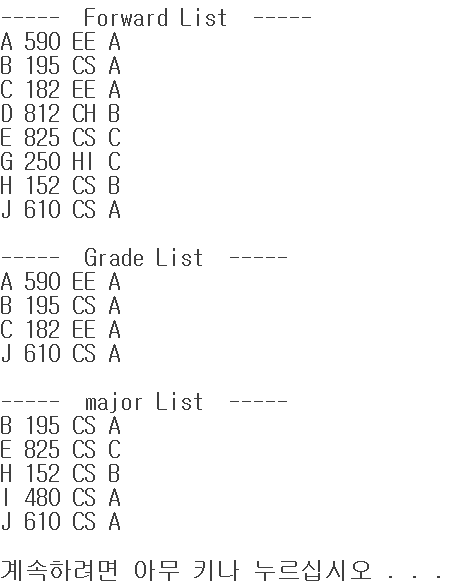 -----  Forward List  -----
A 590 EE A
B 195 CS A
C 182 EE A
D 812 CH B
E 825 CS C
G 250 HI C
H 152 CS B
J 610 CS A
-----  Grade List  -----
A 590 EE A
B 195 CS A
C 182 EE A
J 610 CS A
-----  major List  -----
B 195 CS A
E 825 CS C
H 152 CS B
I 480 CS A
J 610 CS A
계속하려면 아무 키나 누르십시오 . . .